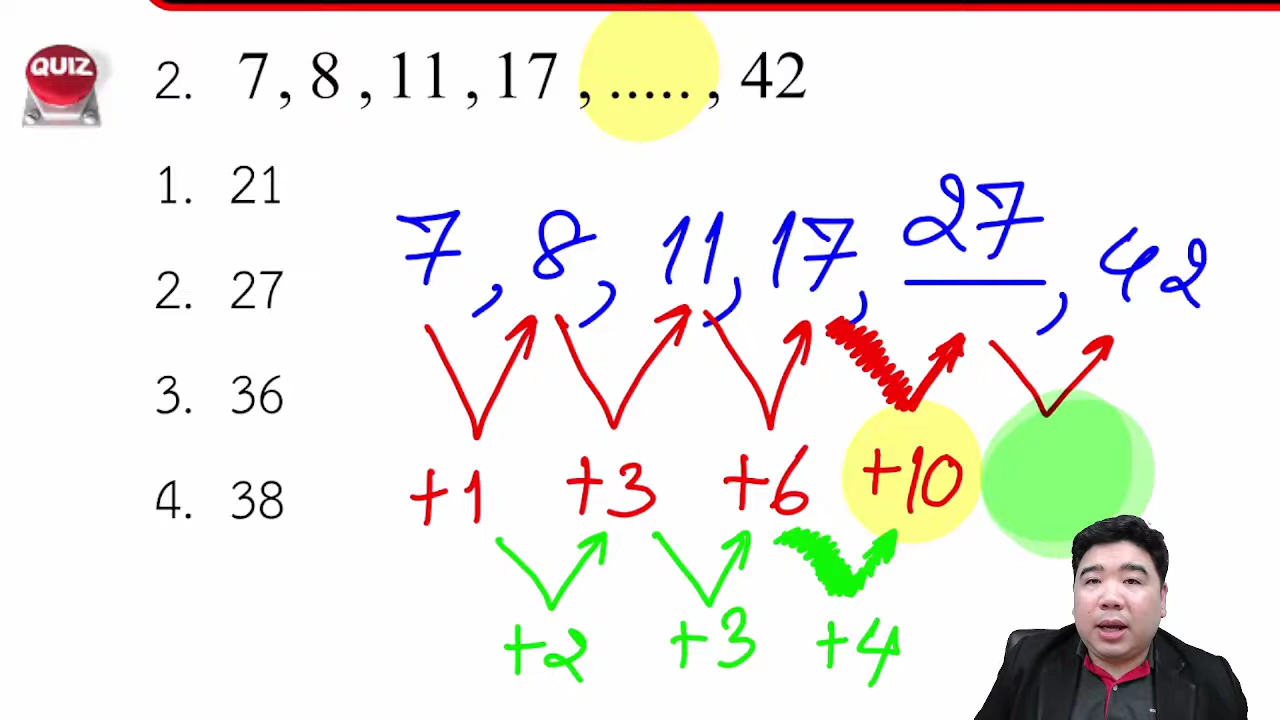 QUIZ
2. 7 , 8 , 11 , 17 , ..... , 42
1. 21
2. 27
3. 36
4. 38
7 , 8 , 11 , 17 , 27 , 42
+1 +3 +6 +10
+2 +3 +4